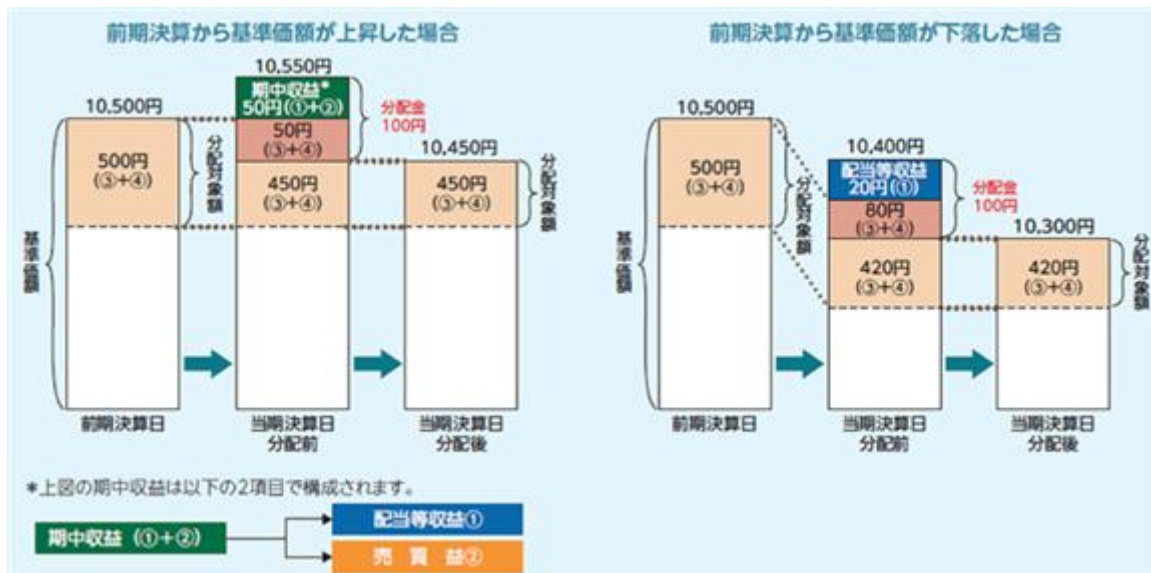 前期決算から基準価額が上昇した場合
10,550円
10,500円
期中収益*
50円(①+②)
分配金
100円
50円
(③+④)
10,450円
500円
(③+④)
分配対象額
450円
(③+④)
450円
(③+④)
分配対象額
基準価額
前期決算日
当期決算日
分配前
当期決算日
分配後
*上図の期中収益は以下の2項目で構成されます。
期中収益 (①+②)
配当等収益①
売買益②
前期決算から基準価額が下落した場合
10,500円
10,400円
500円
(③+④)
分配対象額
配当等収益
20円(①)
分配金
100円
80円
(③+④)
10,300円
420円
(③+④)
420円
(③+④)
分配対象額
基準価額
前期決算日
当期決算日
分配前
当期決算日
分配後